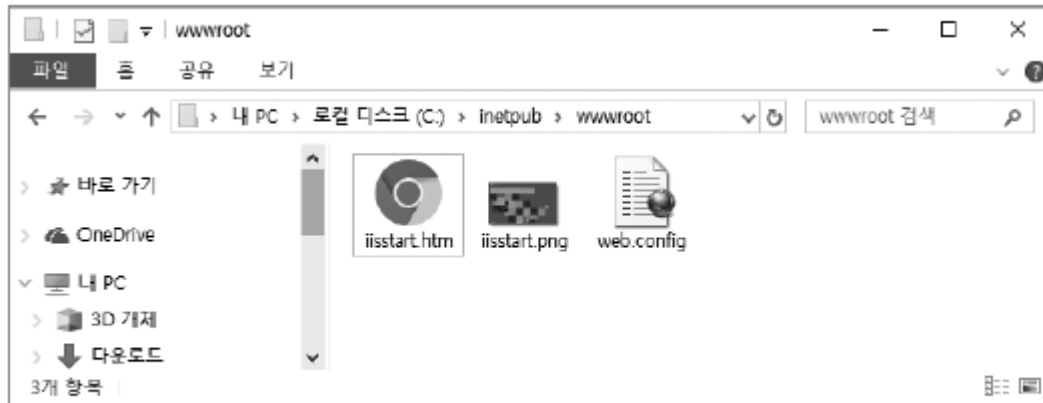 wwwroot
파일 홈 공유 보기
내 PC › 로컬 디스크 (C:) › inetpub › wwwroot
wwwroot 검색
바로 가기
OneDrive
내 PC
3D 개체
다운로드
iisstart.htm
iisstart.png
web.config
3개 항목